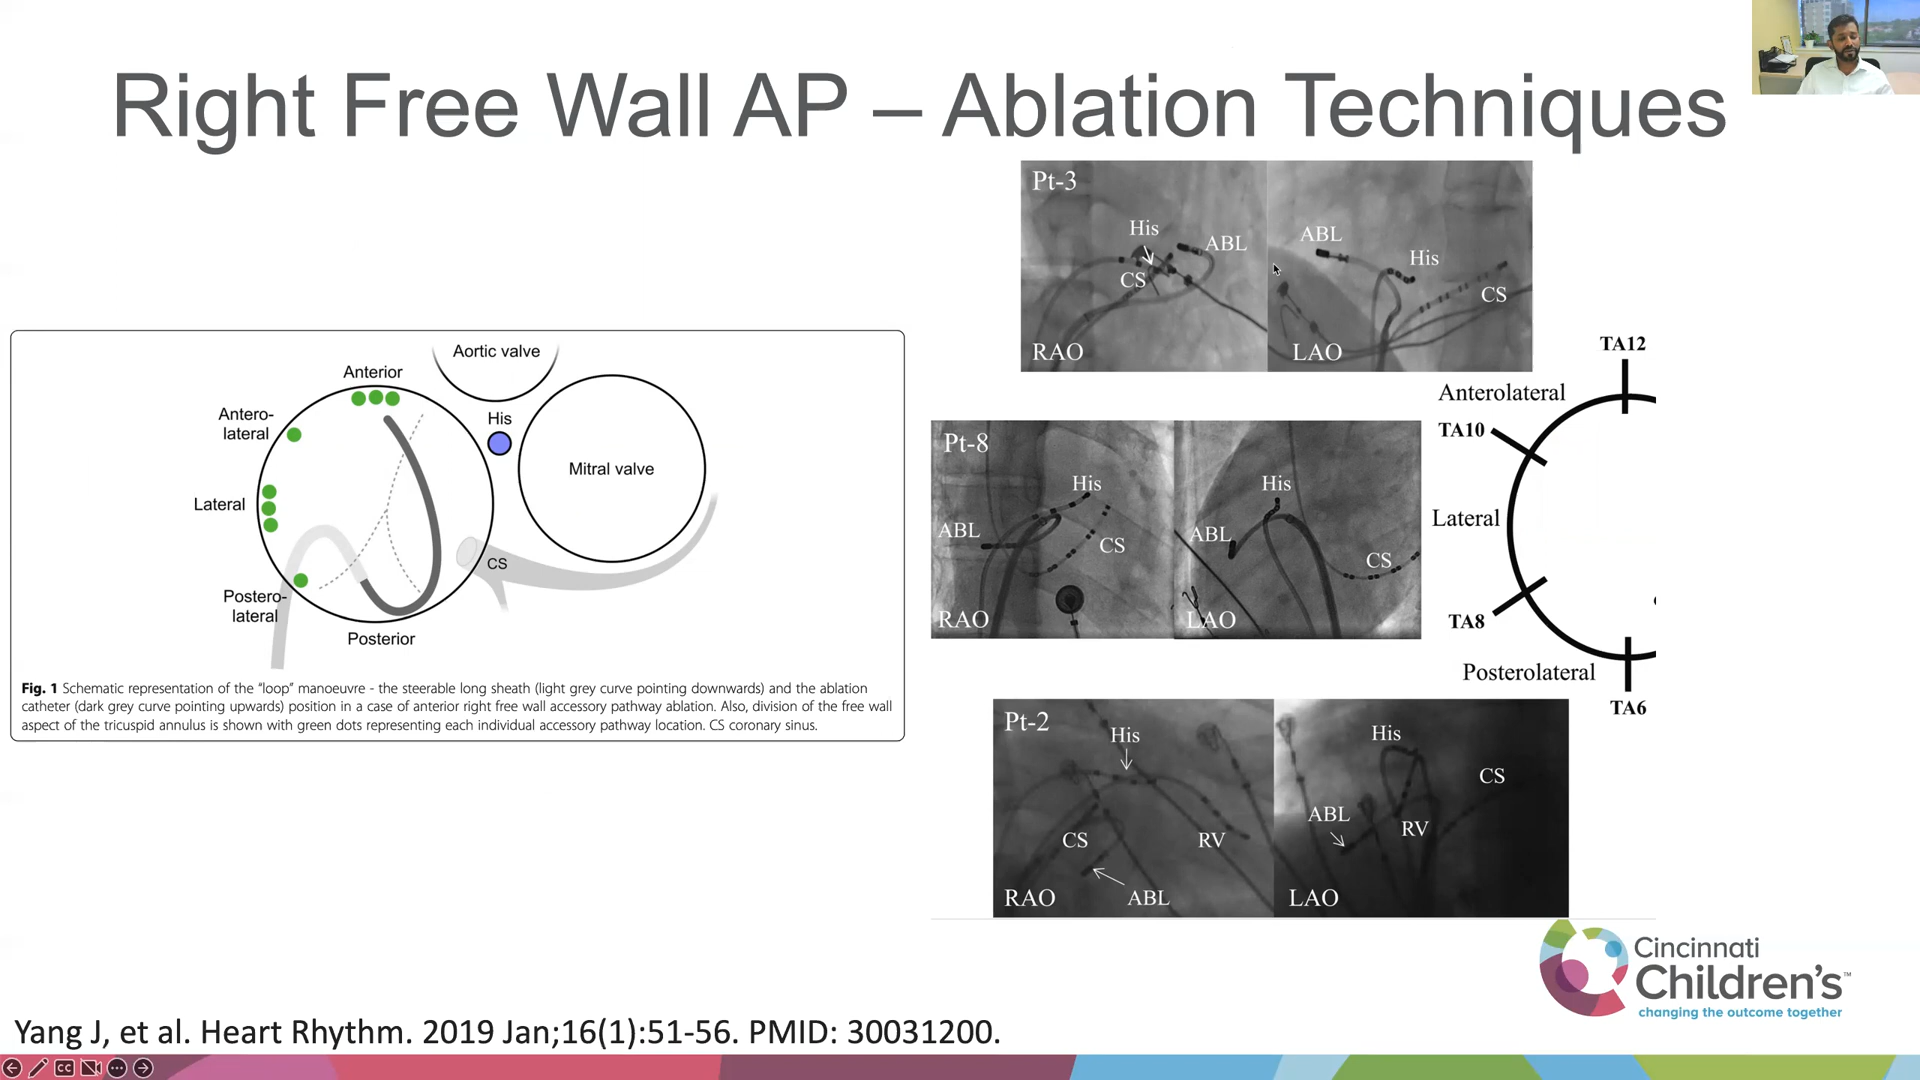 Right Free Wall AP – Ablation Techniques
Aortic valve
Anterior
Antero-
lateral
His
Mitral valve
Lateral
CS
Postero-
lateral
Posterior
Fig. 1 Schematic representation of the “loop” manoeuvre - the steerable long sheath (light grey curve pointing downwards) and the ablation
catheter (dark grey curve pointing upwards) position in a case of anterior right free wall accessory pathway ablation. Also, division of the free wall
aspect of the tricuspid annulus is shown with green dots representing each individual accessory pathway location. CS coronary sinus.
Pt-3
His
ABL
CS
RAO
ABL
His
CS
LAO
Pt-8
His
ABL
CS
RAO
His
ABL
CS
LAO
Pt-2
His
CS
RV
RAO
ABL
His
CS
ABL
RV
LAO
TA12
Anterolateral
TA10
Lateral
TA8
Posterolateral
TA6
Cincinnati
Children's™
changing the outcome together
Yang J, et al. Heart Rhythm. 2019 Jan;16(1):51-56. PMID: 30031200.
CC